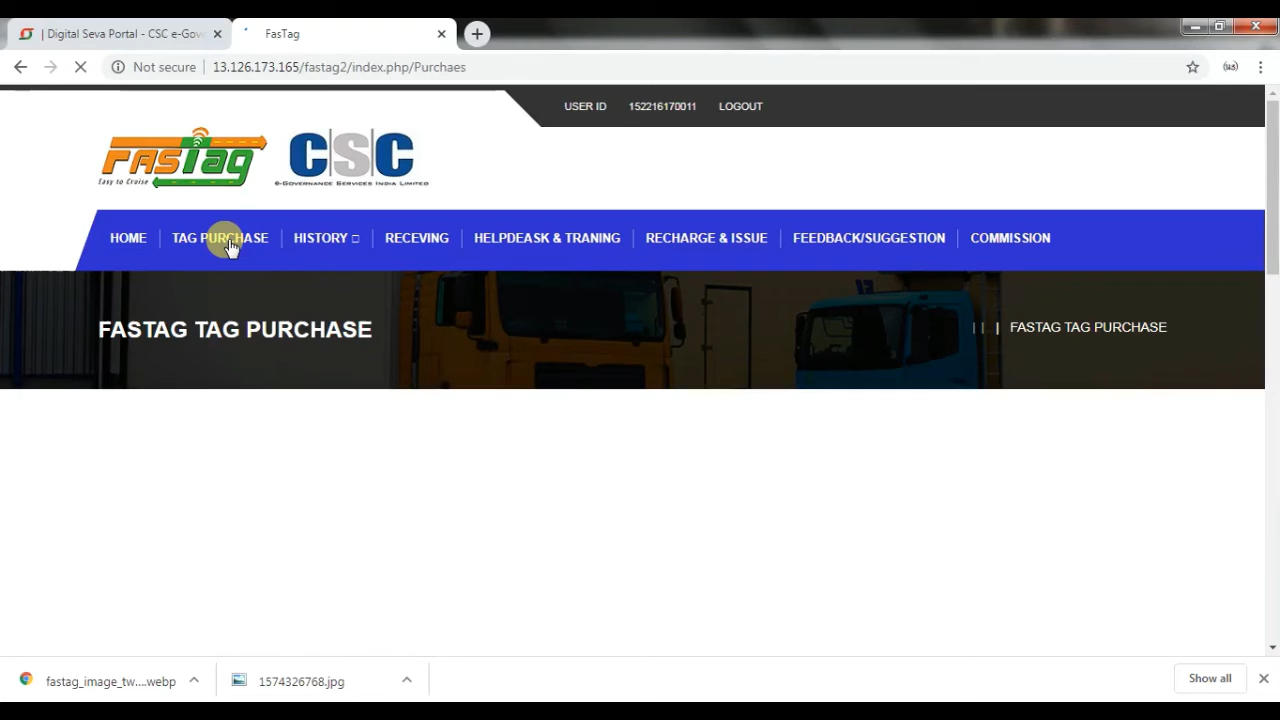 | Digital Seva Portal - CSC e-Gov
FasTag
Not secure | 13.126.173.165/fastag2/index.php/Purchaes
USER ID 152216170011 LOGOUT
FASTag
Easy to Cruise
CSC
e-GOVERNANCE SERVICES INDIA LIMITED
HOME TAG PURCHASE HISTORY □ RECEVING HELPDEASK & TRANING RECHARGE & ISSUE FEEDBACK/SUGGESTION COMMISSION
FASTAG TAG PURCHASE
| | | FASTAG TAG PURCHASE
fastag_image_tw....webp
1574326768.jpg
Show all